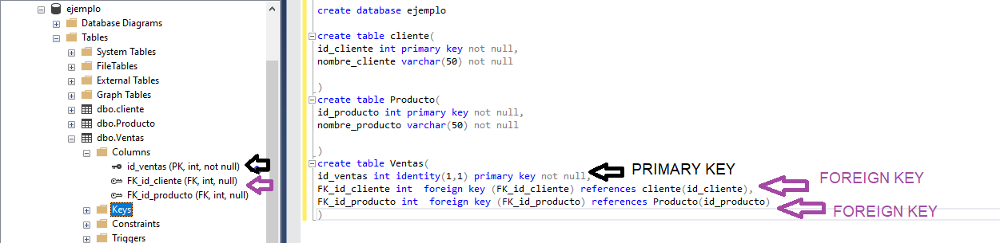 ejemplo
Database Diagrams
Tables
System Tables
FileTables
External Tables
Graph Tables
dbo.cliente
dbo.Producto
dbo.Ventas
Columns
id_ventas (PK, int, not null)
FK_id_cliente (FK, int, null)
FK_id_producto (FK, int, null)
Keys
Constraints
Triggers
create database ejemplo
create table cliente(
id_cliente int primary key not null,
nombre_cliente varchar(50) not null
)
create table Producto(
id_producto int primary key not null,
nombre_producto varchar(50) not null
)
create table Ventas(
id_ventas int identity(1,1) primary key not null, PRIMARY KEY
FK_id_cliente int  foreign key (FK_id_cliente) references cliente(id_cliente), FOREIGN KEY
FK_id_producto int  foreign key (FK_id_producto) references Producto(id_producto) FOREIGN KEY
)